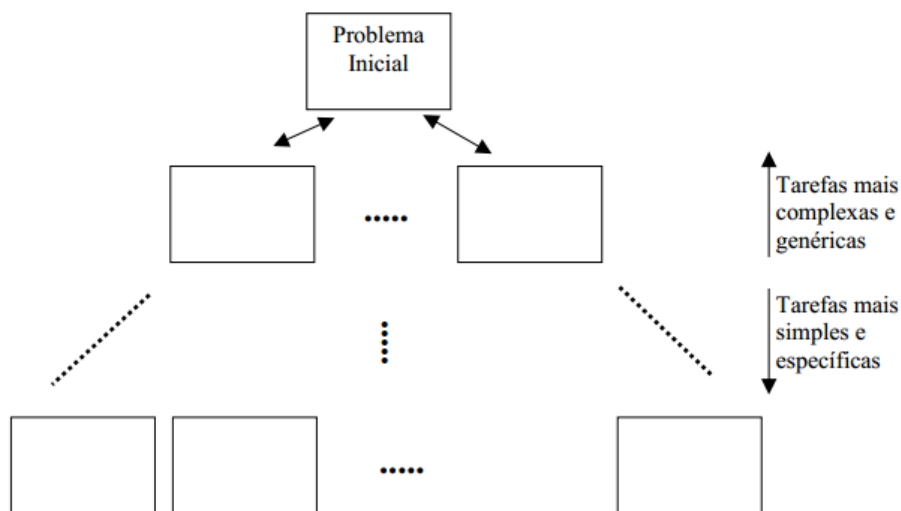 Problema
Inicial
Tarefas mais
complexas e
genéricas
Tarefas mais
simples e
específicas